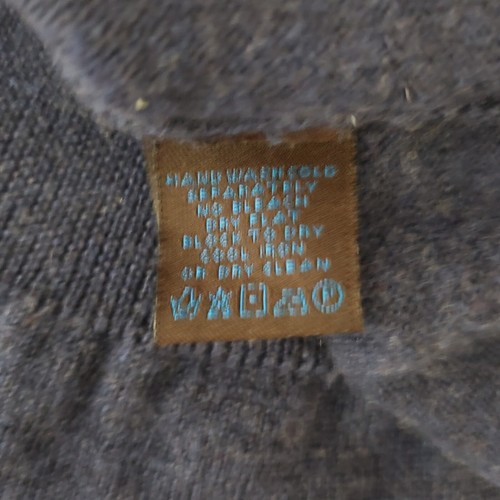 HAND WASH COLD
SEPARATELY
NO BLEACH
DRY FLAT
BLOCK TO DRY
COOL IRON
OR DRY CLEAN
P